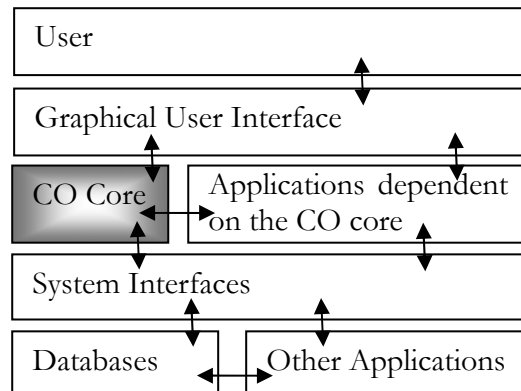 User
Graphical User Interface
CO Core
Applications dependent
on the CO core
System Interfaces
Databases
Other Applications